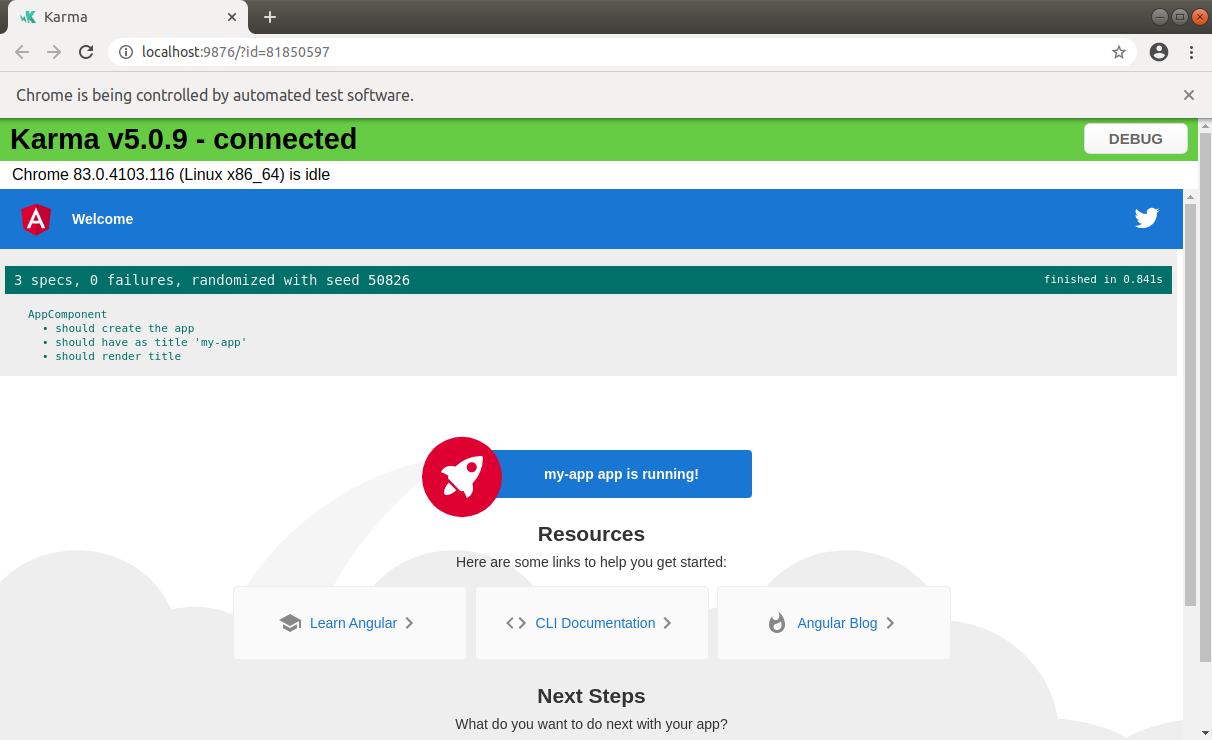 Karma
localhost:9876/?id=81850597
Chrome is being controlled by automated test software.
Karma v5.0.9 - connected
DEBUG
Chrome 83.0.4103.116 (Linux x86_64) is idle
Welcome
3 specs, 0 failures, randomized with seed 50826
finished in 0.841s
AppComponent
• should create the app
• should have as title 'my-app'
• should render title
my-app app is running!
Resources
Here are some links to help you get started:
Learn Angular
CLI Documentation
Angular Blog
Next Steps
What do you want to do next with your app?